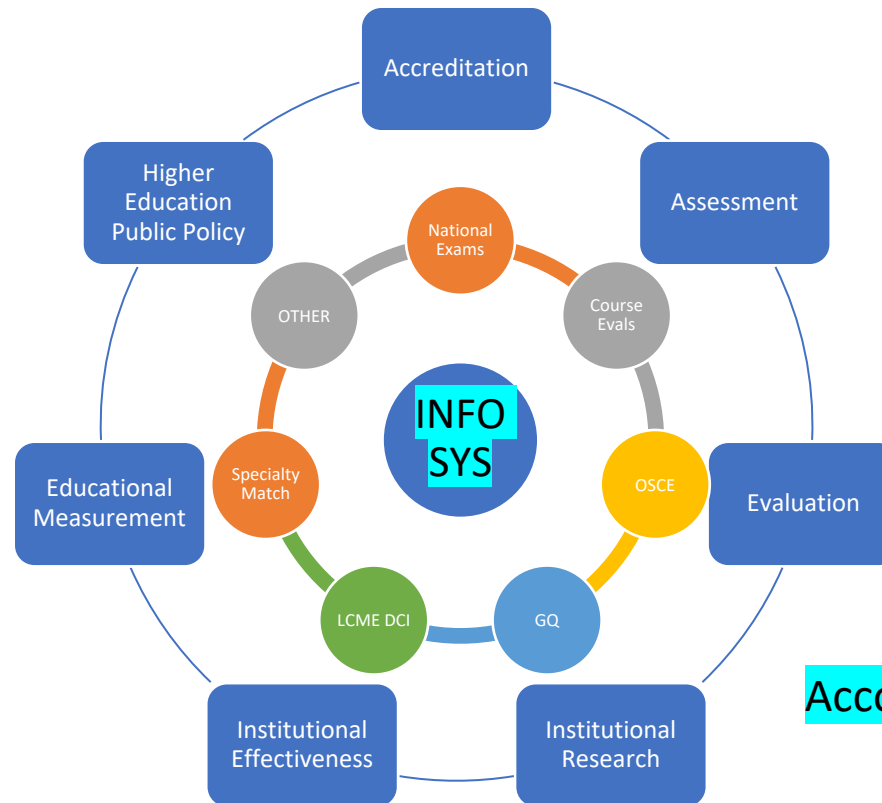 Accreditation
Higher
Education
Public Policy
Assessment
National
Exams
OTHER
Course
Evals
INFO
SYS
Specialty
Match
OSCE
Educational
Measurement
Evaluation
LCME DCI
GQ
Institutional
Effectiveness
Institutional
Research